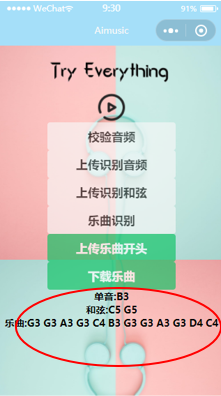 WeChat
9:30
91%
Aimusic
Try Everything
校验音频
上传识别音频
上传识别和弦
乐曲识别
上传乐曲开头
下载乐曲
单音:B3
和弦:C5 G5
乐曲:G3 G3 A3 G3 C4 B3 G3 G3 A3 G3 D4 C4